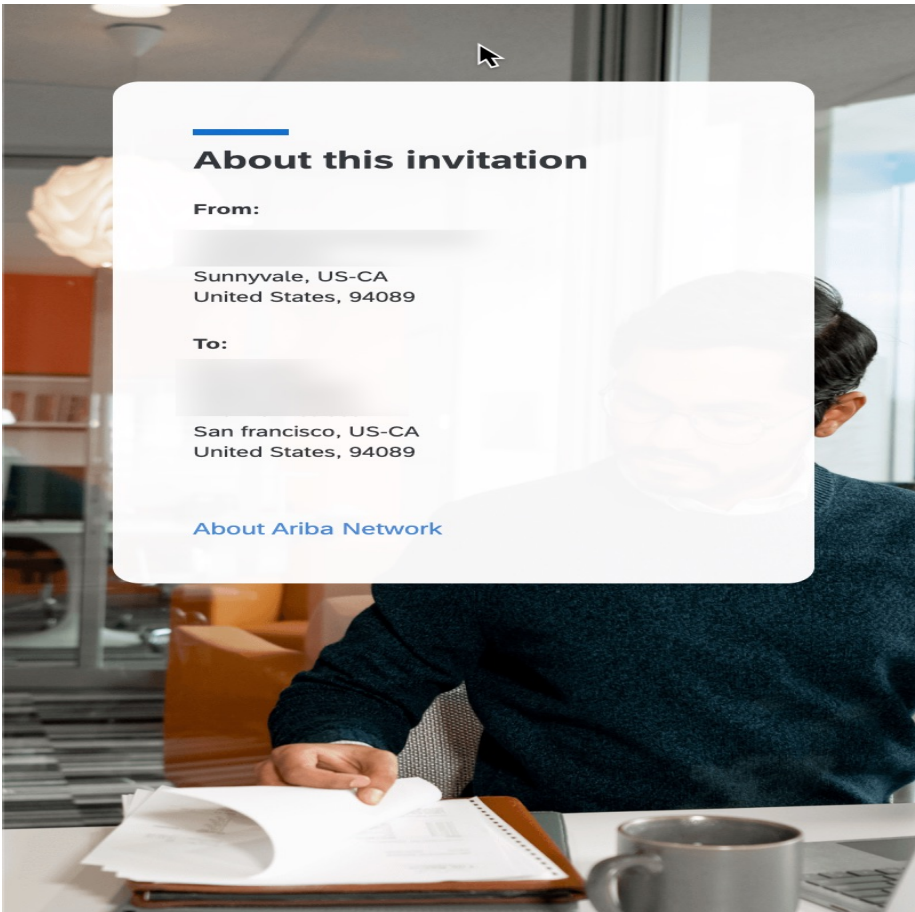 About this invitation
From:
Sunnyvale, US-CA
United States, 94089
To:
San francisco, US-CA
United States, 94089
About Ariba Network